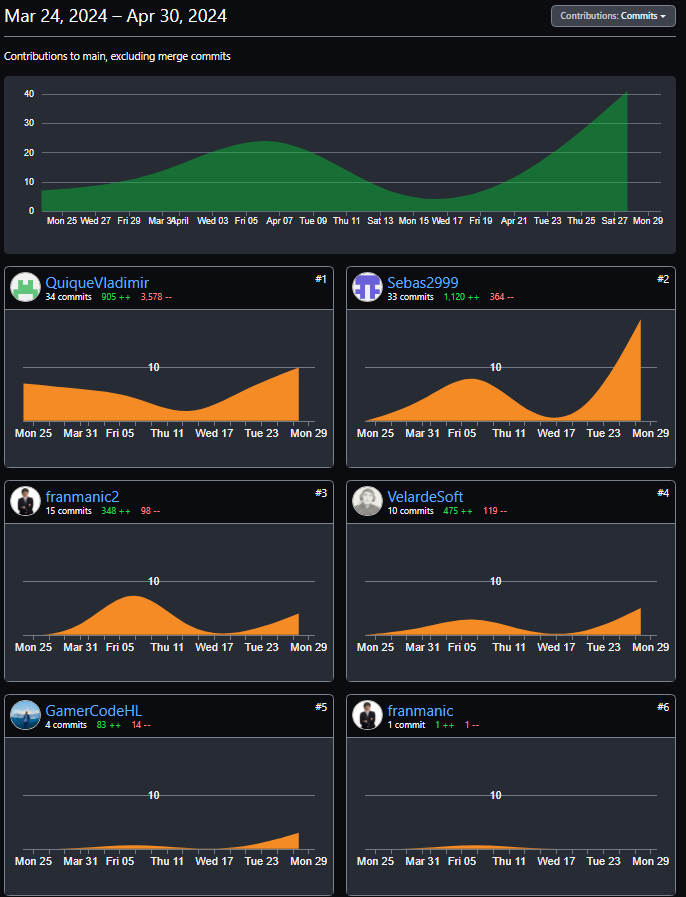 Mar 24, 2024 – Apr 30, 2024
Contributions: Commits
Contributions to main, excluding merge commits
40
30
20
10
0
Mon 25 Wed 27 Fri 29 Mar 31 April Wed 03 Fri 05 Apr 07 Tue 09 Thu 11 Sat 13 Mon 15 Wed 17 Fri 19 Apr 21 Tue 23 Thu 25 Sat 27 Mon 29
QuiqueVladimir #1
34 commits 905 ++ 3,578 --
10
Mon 25 Mar 31 Fri 05 Thu 11 Wed 17 Tue 23 Mon 29
Sebas2999 #2
33 commits 1,120 ++ 364 --
10
Mon 25 Mar 31 Fri 05 Thu 11 Wed 17 Tue 23 Mon 29
franmanic2 #3
15 commits 348 ++ 98 --
10
Mon 25 Mar 31 Fri 05 Thu 11 Wed 17 Tue 23 Mon 29
VelardeSoft #4
10 commits 475 ++ 119 --
10
Mon 25 Mar 31 Fri 05 Thu 11 Wed 17 Tue 23 Mon 29
GamerCodeHL #5
4 commits 83 ++ 14 --
10
Mon 25 Mar 31 Fri 05 Thu 11 Wed 17 Tue 23 Mon 29
franmanic #6
1 commit 1 ++ 1 --
10
Mon 25 Mar 31 Fri 05 Thu 11 Wed 17 Tue 23 Mon 29